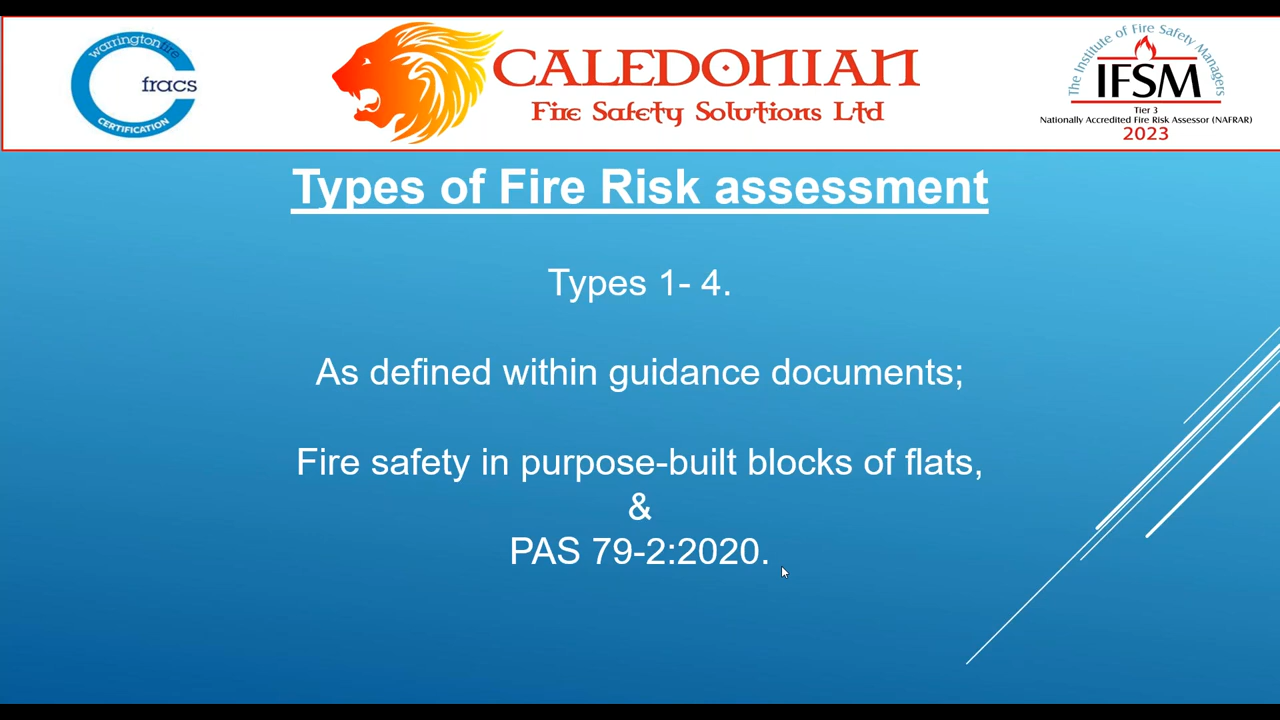 warringtonfire
fracs
CERTIFICATION
CALEDONIAN
Fire Safety Solutions Ltd
The Institute of Fire Safety Managers
IFSM
Tier 3
Nationally Accredited Fire Risk Assessor (NAFRAR)
2023
Types of Fire Risk assessment
Types 1- 4.
As defined within guidance documents;
Fire safety in purpose-built blocks of flats,
&
PAS 79-2:2020.